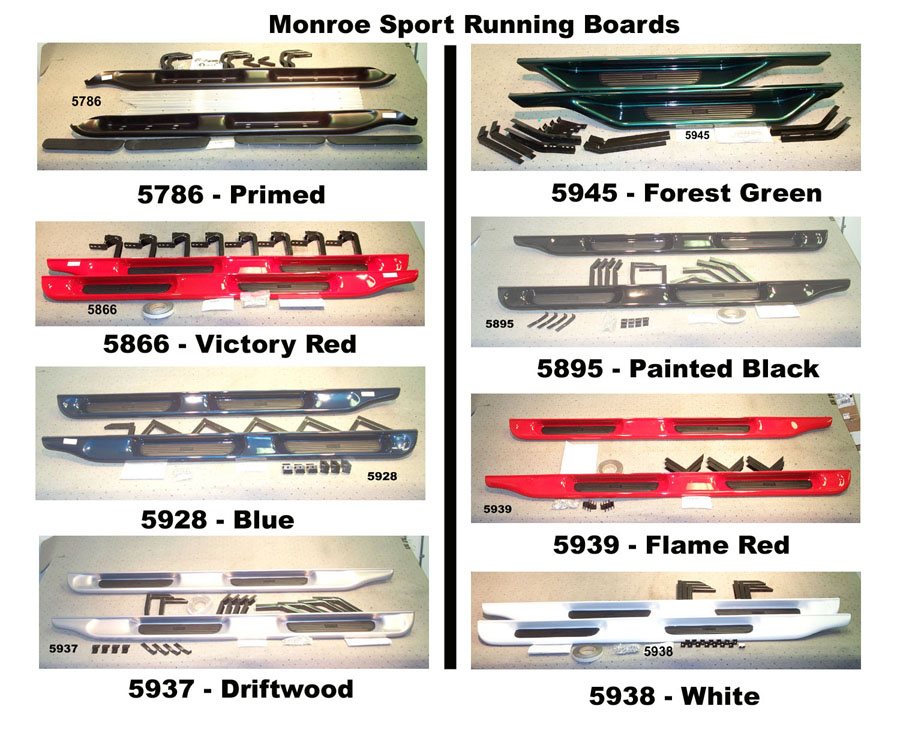 Monroe Sport Running Boards
5786
5786 - Primed
5866
5866 - Victory Red
5928
5928 - Blue
5937
5937 - Driftwood
5945
5945 - Forest Green
5895
5895 - Painted Black
5939
5939 - Flame Red
5938
5938 - White